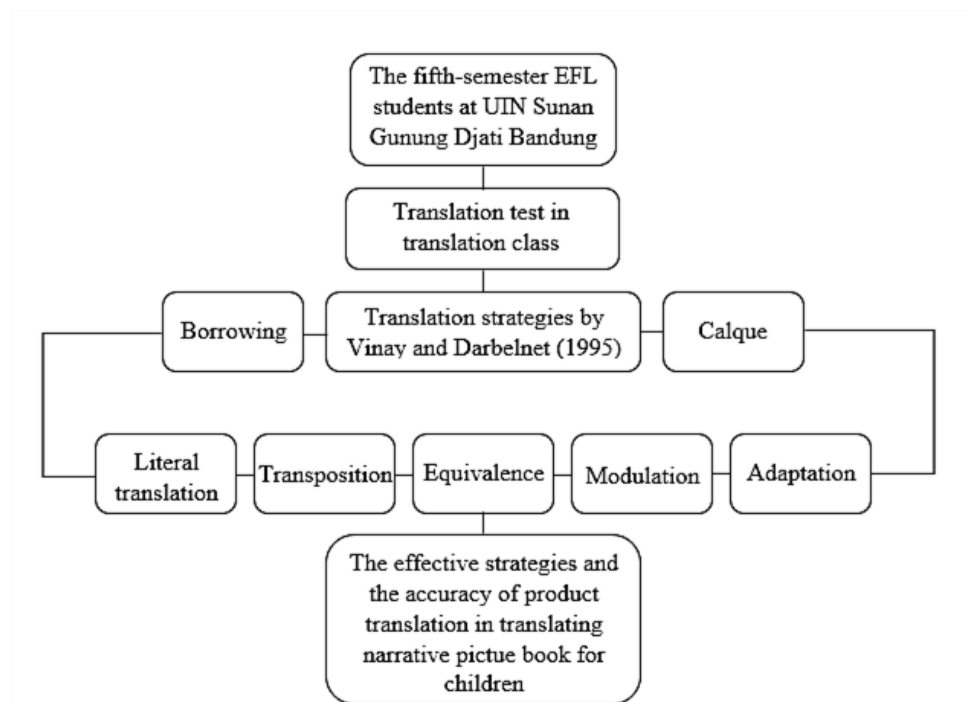 The fifth-semester EFL
students at UIN Sunan
Gunung Djati Bandung
Translation test in
translation class
Borrowing
Translation strategies by
Vinay and Darbelnet (1995)
Calque
Literal
translation
Transposition
Equivalence
Modulation
Adaptation
The effective strategies and
the accuracy of product
translation in translating
narrative pictue book for
children